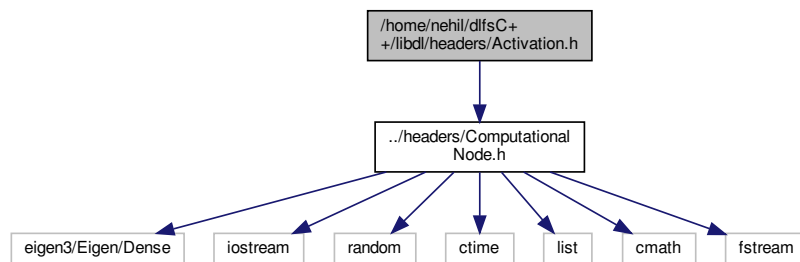 /home/nehil/dlfsC+
+/libdl/headers/Activation.h
../headers/Computational
Node.h
eigen3/Eigen/Dense
iostream
random
ctime
list
cmath
fstream